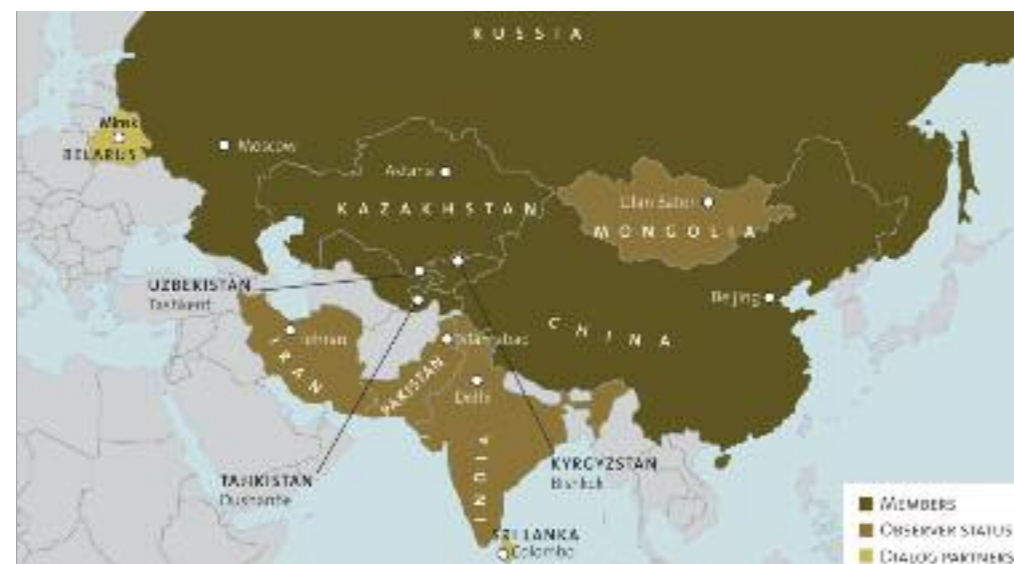 RUSSIA
Minsk
BELARUS
Moscow
Astana
KAZAKHSTAN
Ulan Bator
MONGOLIA
UZBEKISTAN
Tashkent
Beijing
CHINA
Tehran
IRAN
Islamabad
PAKISTAN
Delhi
INDIA
TAJIKISTAN
Dushanbe
KYRGYZSTAN
Bishkek
SRI LANKA
Colombo
MEMBERS
OBSERVER STATUS
DIALOG PARTNERS